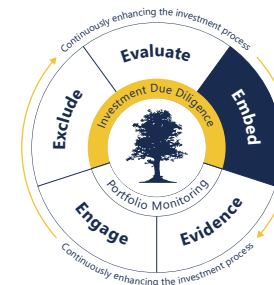 Continuously enhancing the investment process
Evaluate
Embed
Evidence
Engage
Exclude
Investment Due Diligence
Portfolio Monitoring
Continuously enhancing the investment process